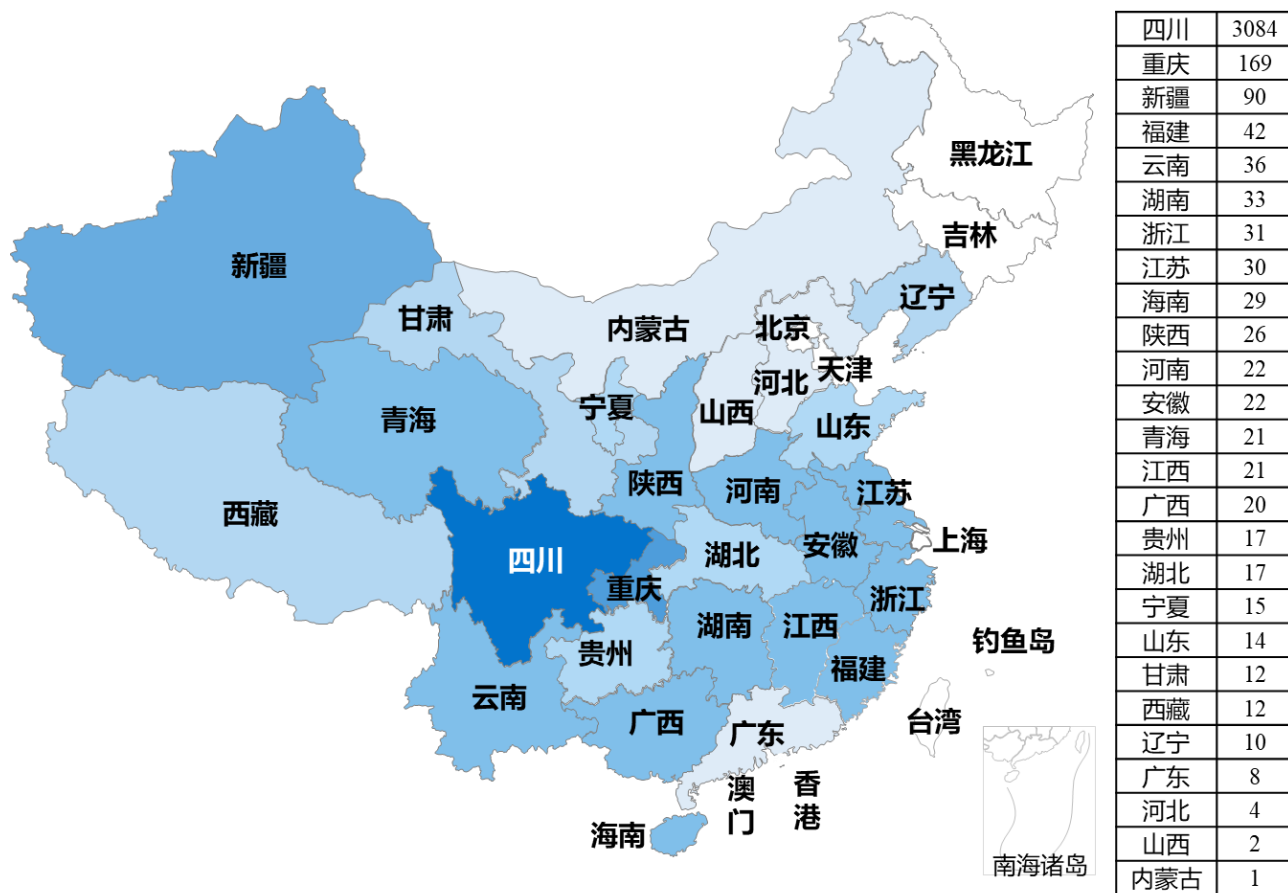 黑龙江
吉林
新疆
辽宁
甘肃
内蒙古
北京
天津
河北
宁夏
山西
青海
山东
陕西
河南
江苏
西藏
上海
安徽
四川
湖北
重庆
浙江
湖南
江西
钓鱼岛
贵州
福建
云南
广西
广东
台湾
澳门
香港
海南
南海诸岛
四川 3084
重庆 169
新疆 90
福建 42
云南 36
湖南 33
浙江 31
江苏 30
海南 29
陕西 26
河南 22
安徽 22
青海 21
江西 21
广西 20
贵州 17
湖北 17
宁夏 15
山东 14
甘肃 12
西藏 12
辽宁 10
广东 8
河北 4
山西 2
内蒙古 1